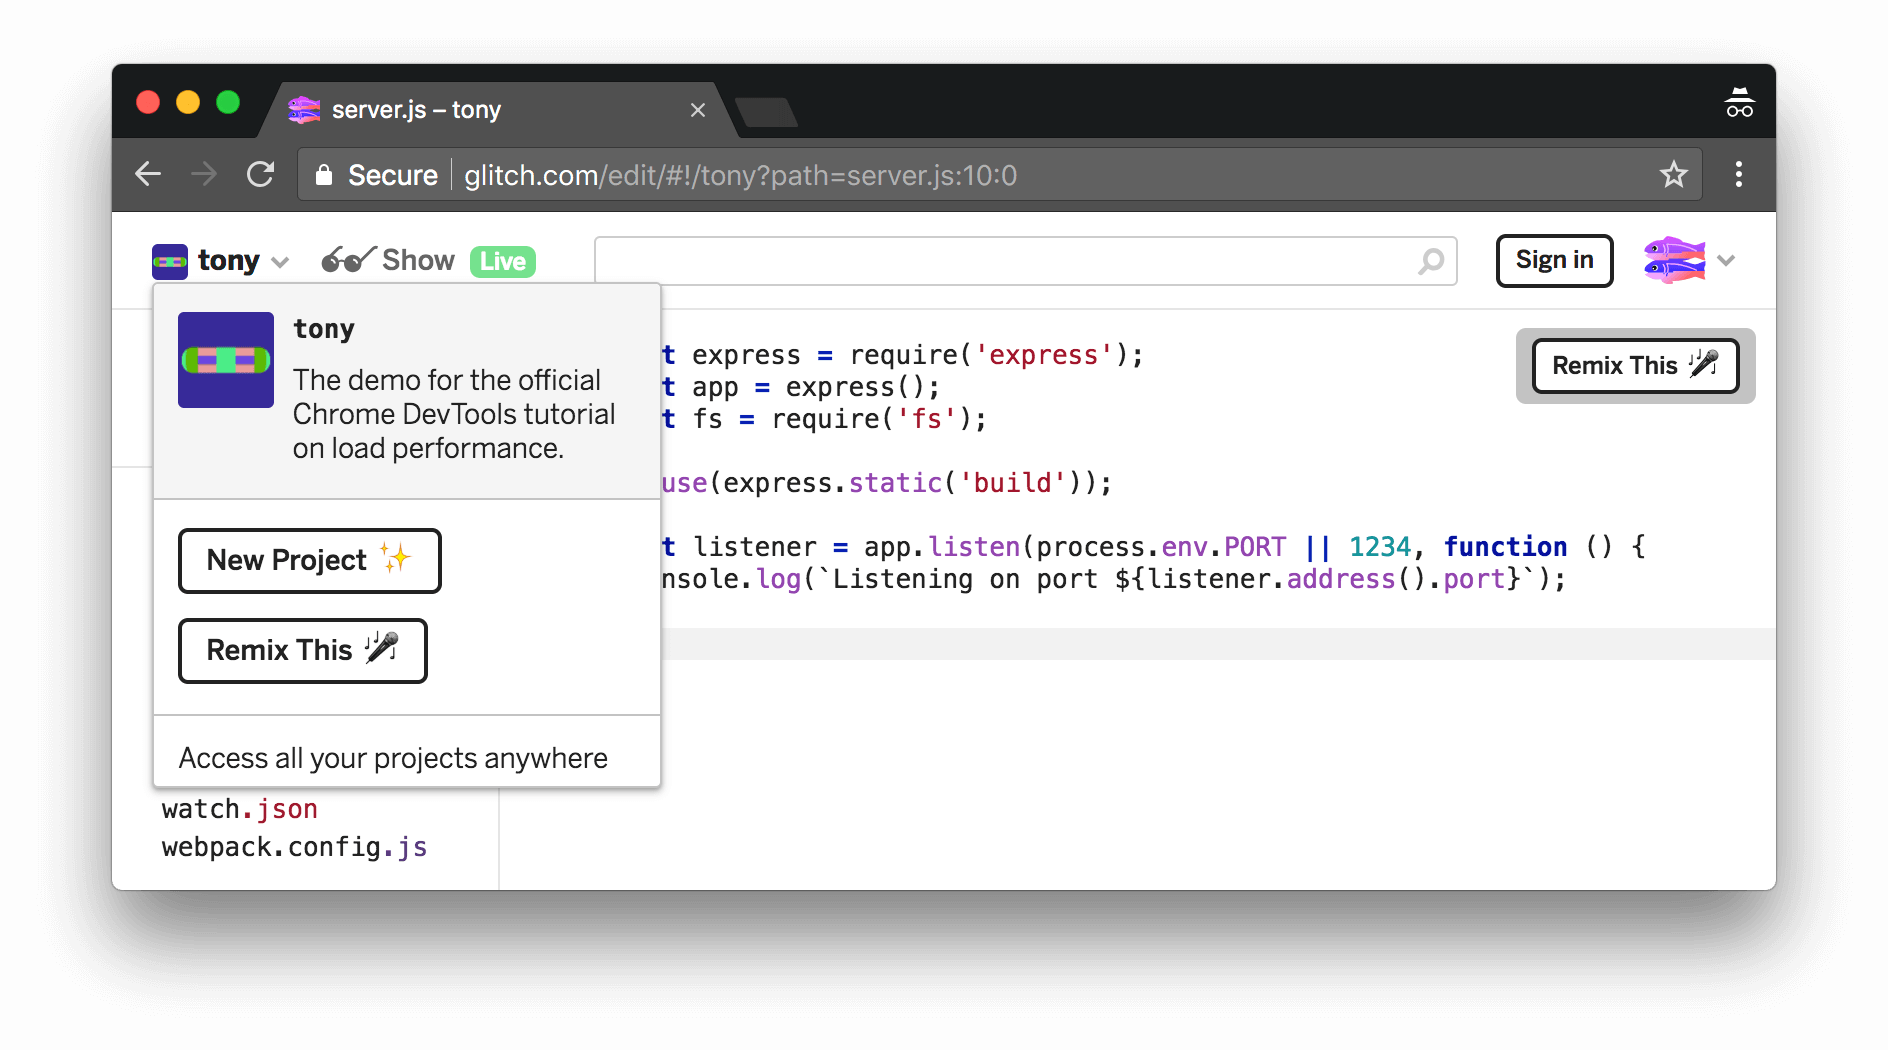 server.js – tony
Secure glitch.com/edit/#!/tony?path=server.js:10:0
tony Show Live Sign in
tony
The demo for the official
Chrome DevTools tutorial
on load performance.
New Project ✨
Remix This
Access all your projects anywhere
watch.json
webpack.config.js
t express = require('express');
t app = express();
t fs = require('fs');
use(express.static('build'));
t listener = app.listen(process.env.PORT || 1234, function () {
nsole.log(`Listening on port ${listener.address().port}`);
Remix This